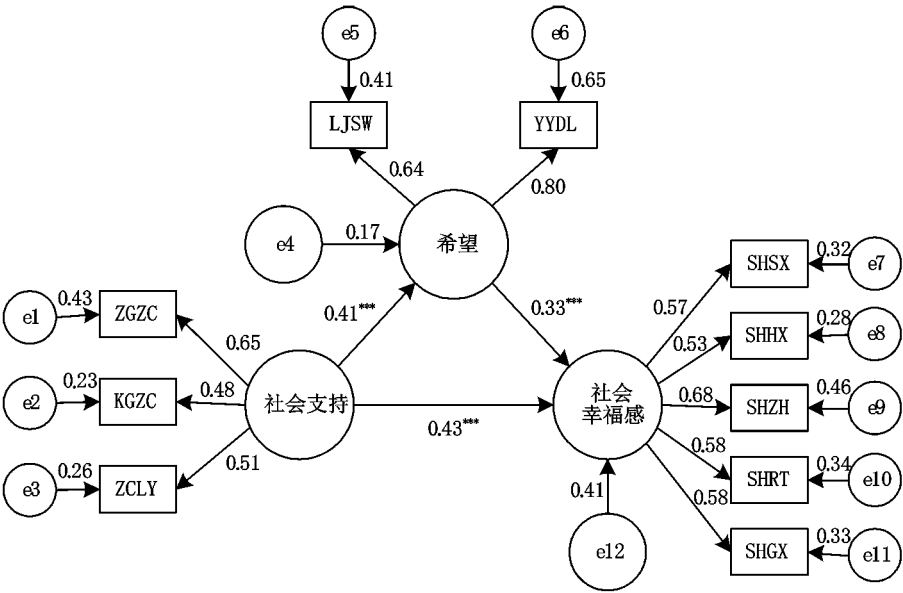 e5
e6
0.41
0.65
LJSW
YYDL
0.64
0.80
e4
0.17
希望
SHSX
0.32
e7
e1
0.43
ZGZC
0.41***
0.33***
0.57
0.65
0.53
SHHX
0.28
e8
e2
0.23
KGZC
0.48
社会支持
0.43***
社会
幸福感
0.68
SHZH
0.46
e9
e3
0.26
ZCLY
0.51
0.58
SHRT
0.34
e10
0.41
0.58
e12
SHGX
0.33
e11